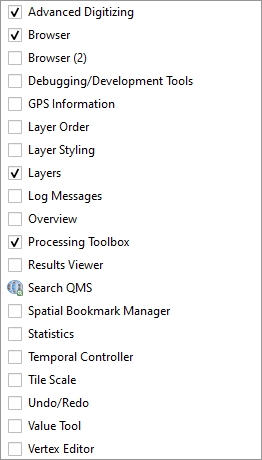 Advanced Digitizing
Browser
Browser (2)
Debugging/Development Tools
GPS Information
Layer Order
Layer Styling
Layers
Log Messages
Overview
Processing Toolbox
Results Viewer
Search QMS
Spatial Bookmark Manager
Statistics
Temporal Controller
Tile Scale
Undo/Redo
Value Tool
Vertex Editor